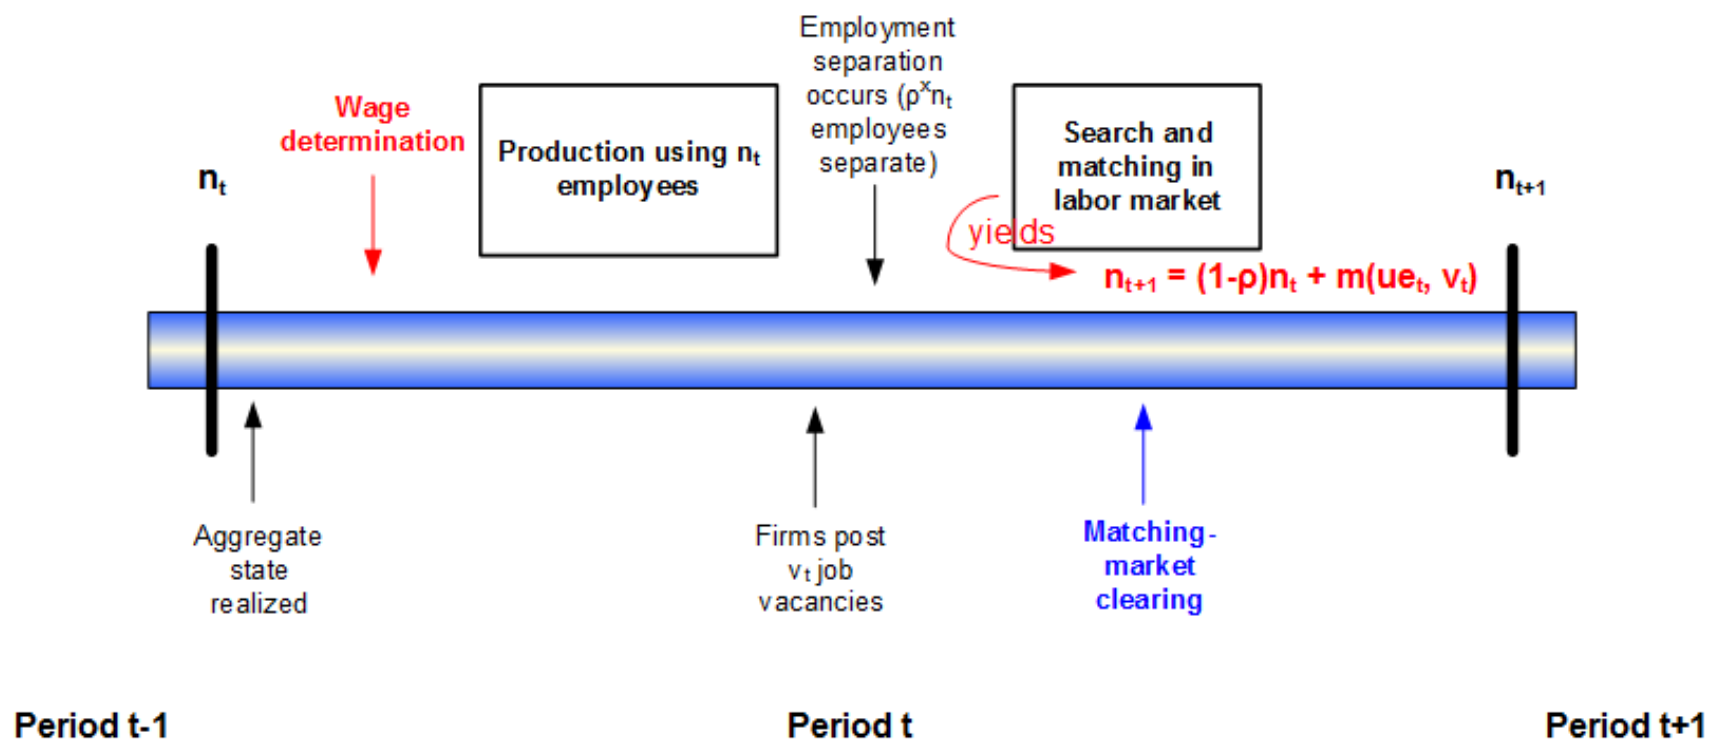 Employment
separation
occurs (ρˣnₜ
employees
separate)
Wage
determination
Production using nₜ
employees
Search and
matching in
labor market
nₜ
nₜ₊₁
yields
nₜ₊₁ = (1-ρ)nₜ + m(ueₜ, vₜ)
Aggregate
state
realized
Firms post
vₜ job
vacancies
Matching-
market
clearing
Period t-1
Period t
Period t+1